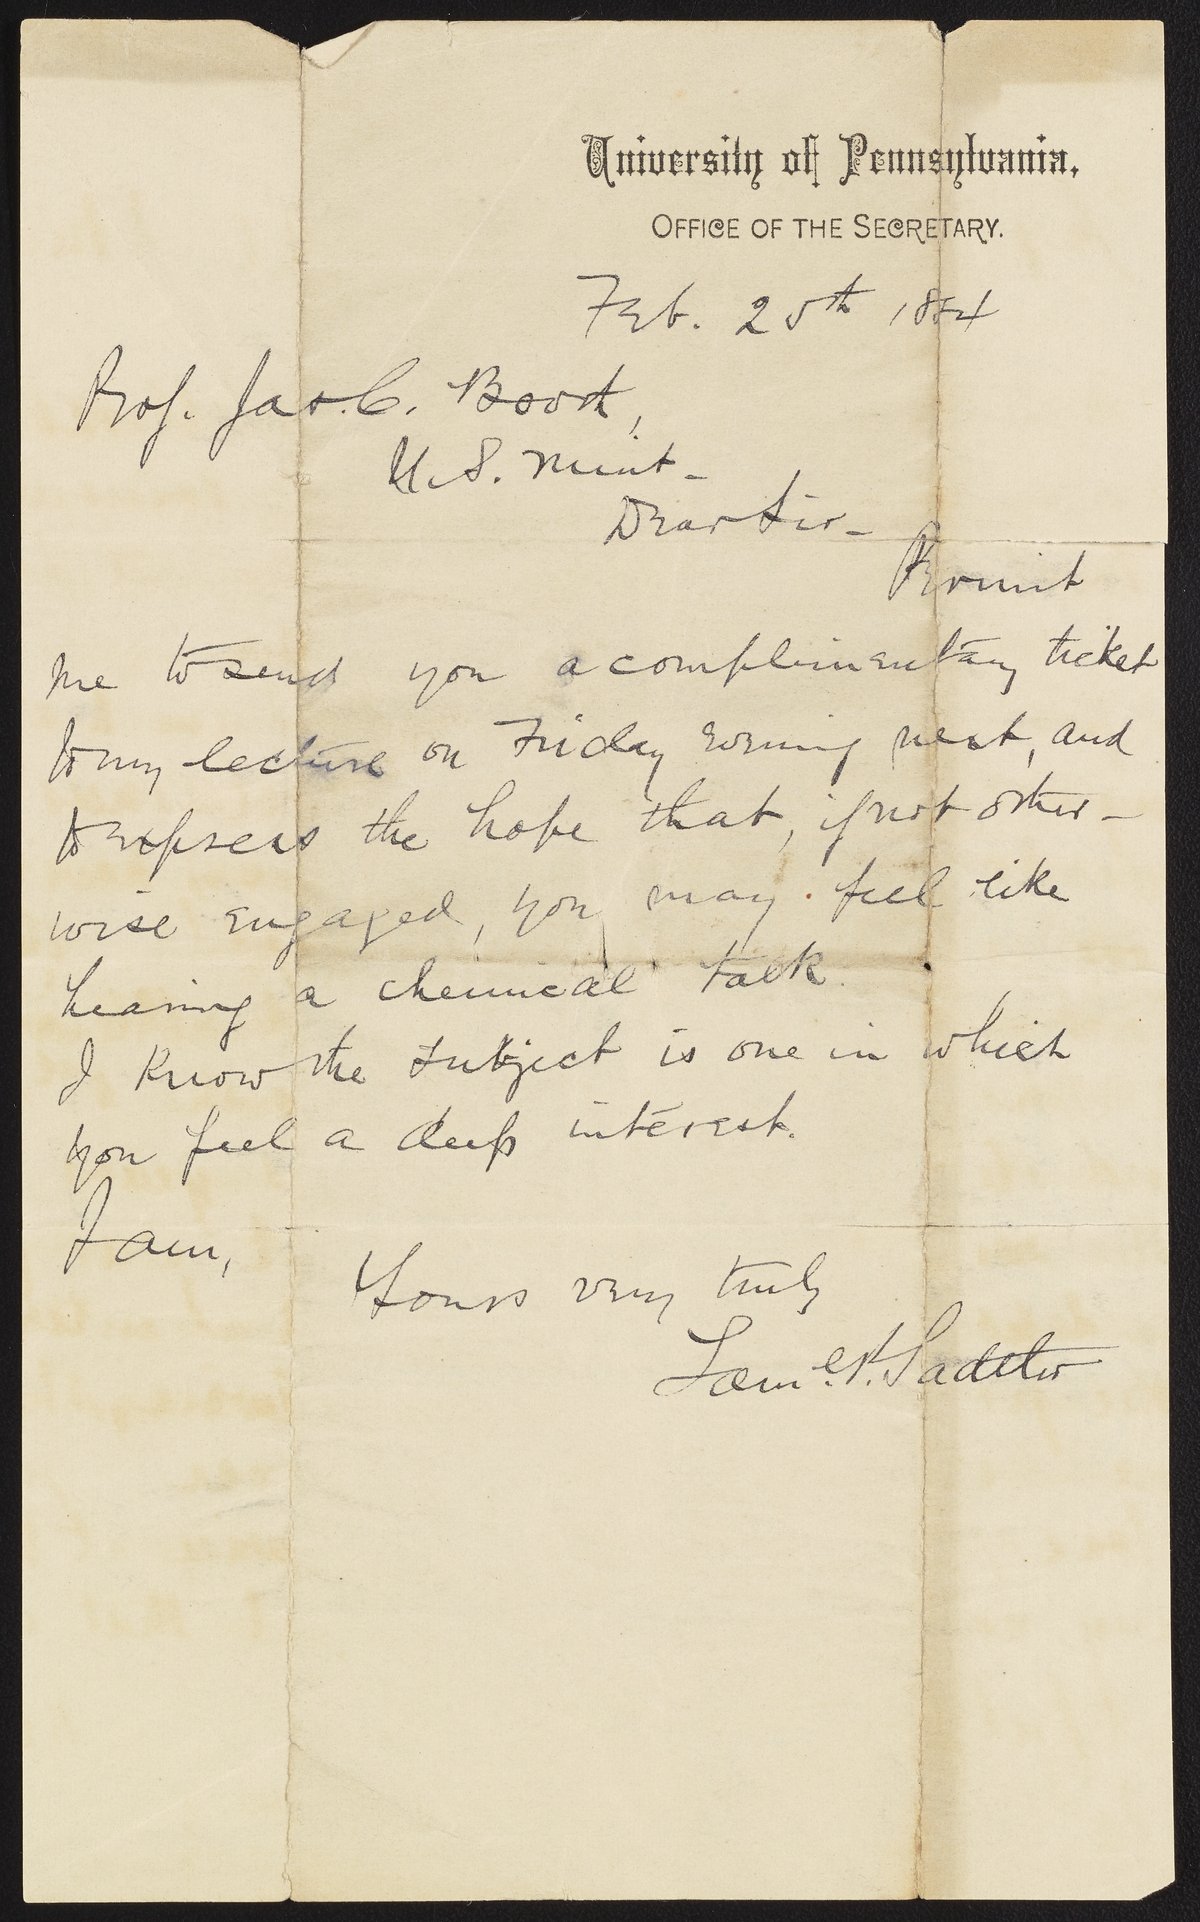 University of Pennsylvania,
OFFICE OF THE SECRETARY.
Feb. 25th 1884
Prof. Jas. C. Booth,
U.S. Mint -
Dear Sir -
Permit
me to send you a complimentary ticket
to my lecture on Friday evening next, and
to express the hope that, if not other -
wise engaged, you may feel like
hearing a chemical talk.
I know the subject is one in which
you feel a deep interest.
I am,
Yours very truly
Saml. P. Sadtler